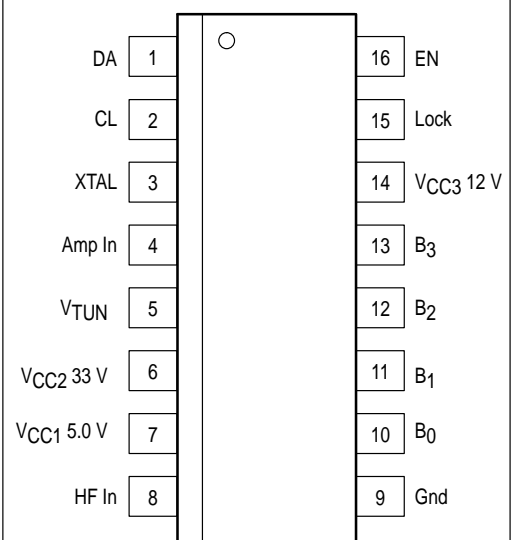 DA 1 16 EN
CL 2 15 Lock
XTAL 3 14 VCC3 12 V
Amp In 4 13 B3
VTUN 5 12 B2
VCC2 33 V 6 11 B1
VCC1 5.0 V 7 10 B0
HF In 8 9 Gnd